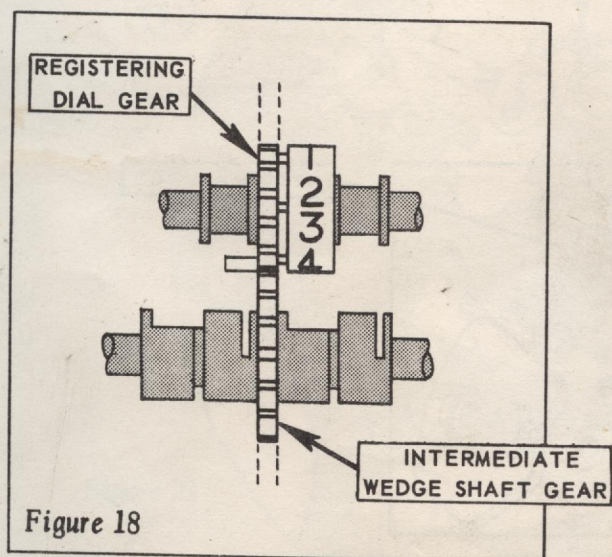 REGISTERING
DIAL GEAR
1
2
3
4
INTERMEDIATE
WEDGE SHAFT GEAR
Figure 18